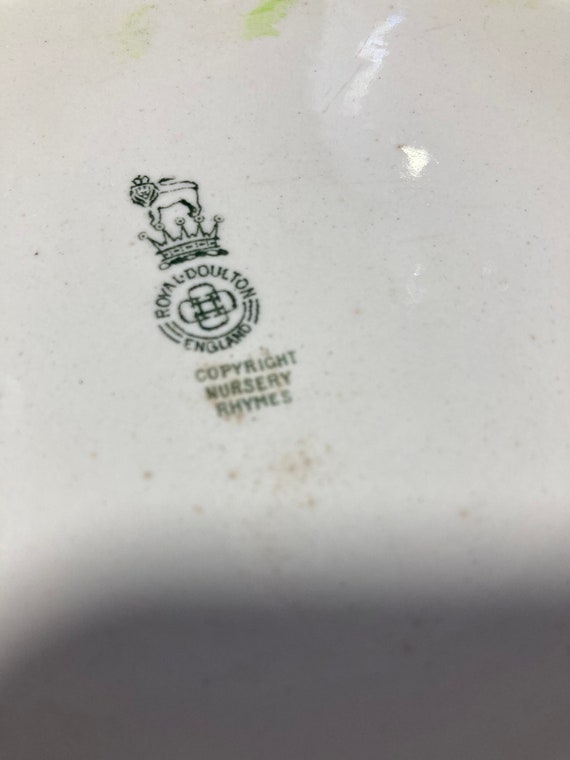 ROYAL·DOULTON
ENGLAND
COPYRIGHT
NURSERY
RHYMES